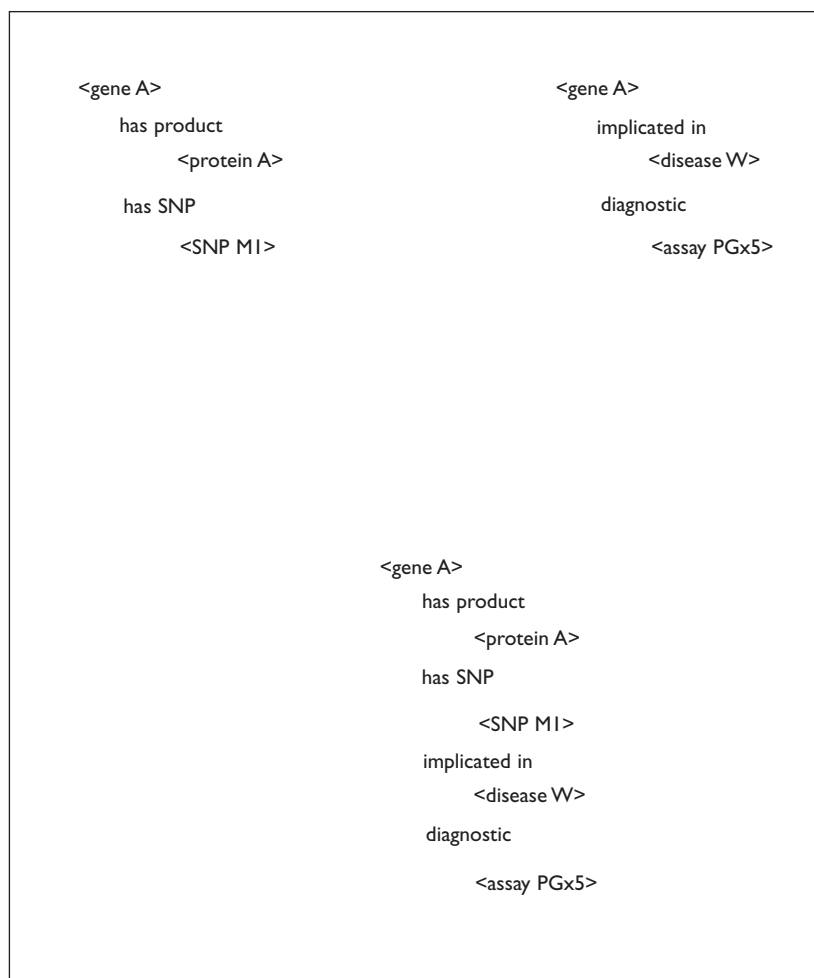 <gene A>
has product
<protein A>
has SNP
<SNP M1>
<gene A>
implicated in
<disease W>
diagnostic
<assay PGx5>
<gene A>
has product
<protein A>
has SNP
<SNP M1>
implicated in
<disease W>
diagnostic
<assay PGx5>